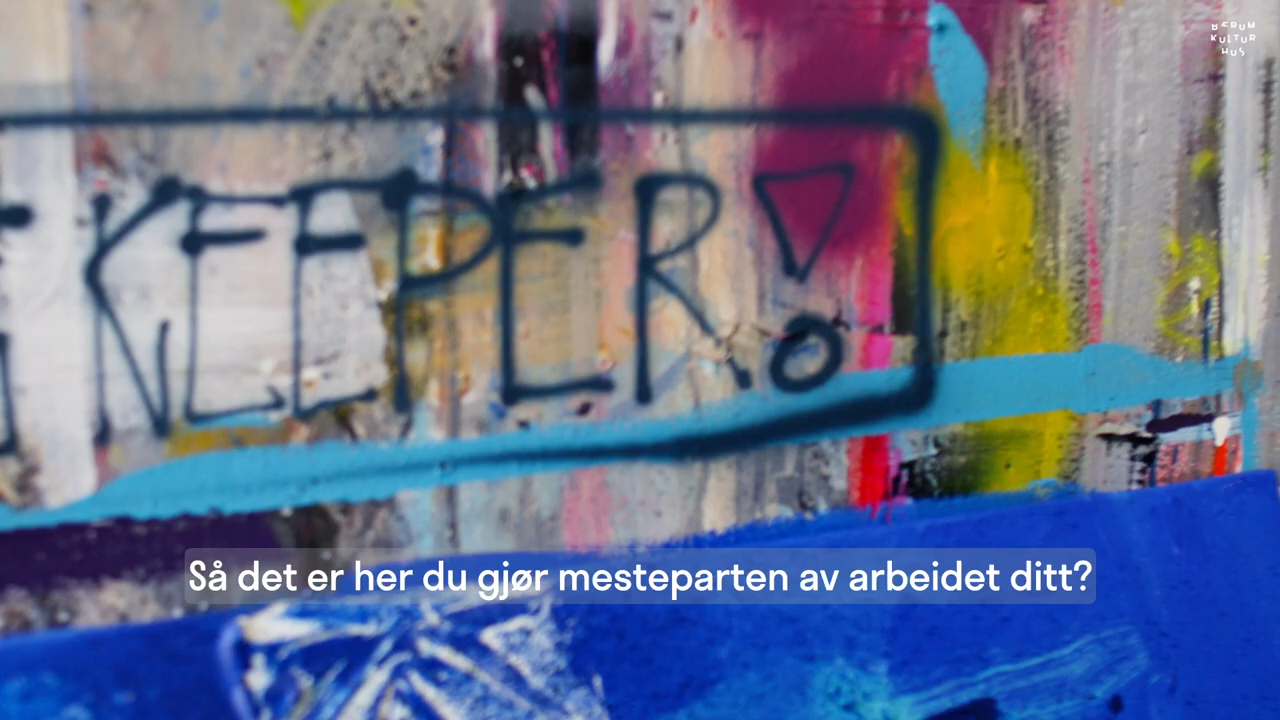 BÆRUM
KULTUR
HUS
KEEPER!
Så det er her du gjør mesteparten av arbeidet ditt?